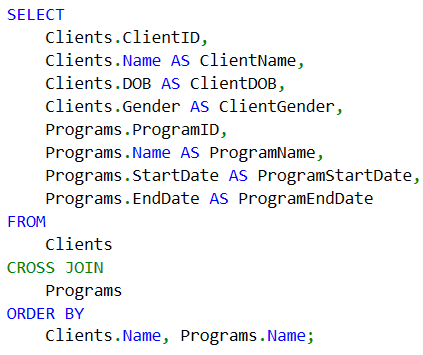 SELECT
    Clients.ClientID,
    Clients.Name AS ClientName,
    Clients.DOB AS ClientDOB,
    Clients.Gender AS ClientGender,
    Programs.ProgramID,
    Programs.Name AS ProgramName,
    Programs.StartDate AS ProgramStartDate,
    Programs.EndDate AS ProgramEndDate
FROM
    Clients
CROSS JOIN
    Programs
ORDER BY
    Clients.Name, Programs.Name;